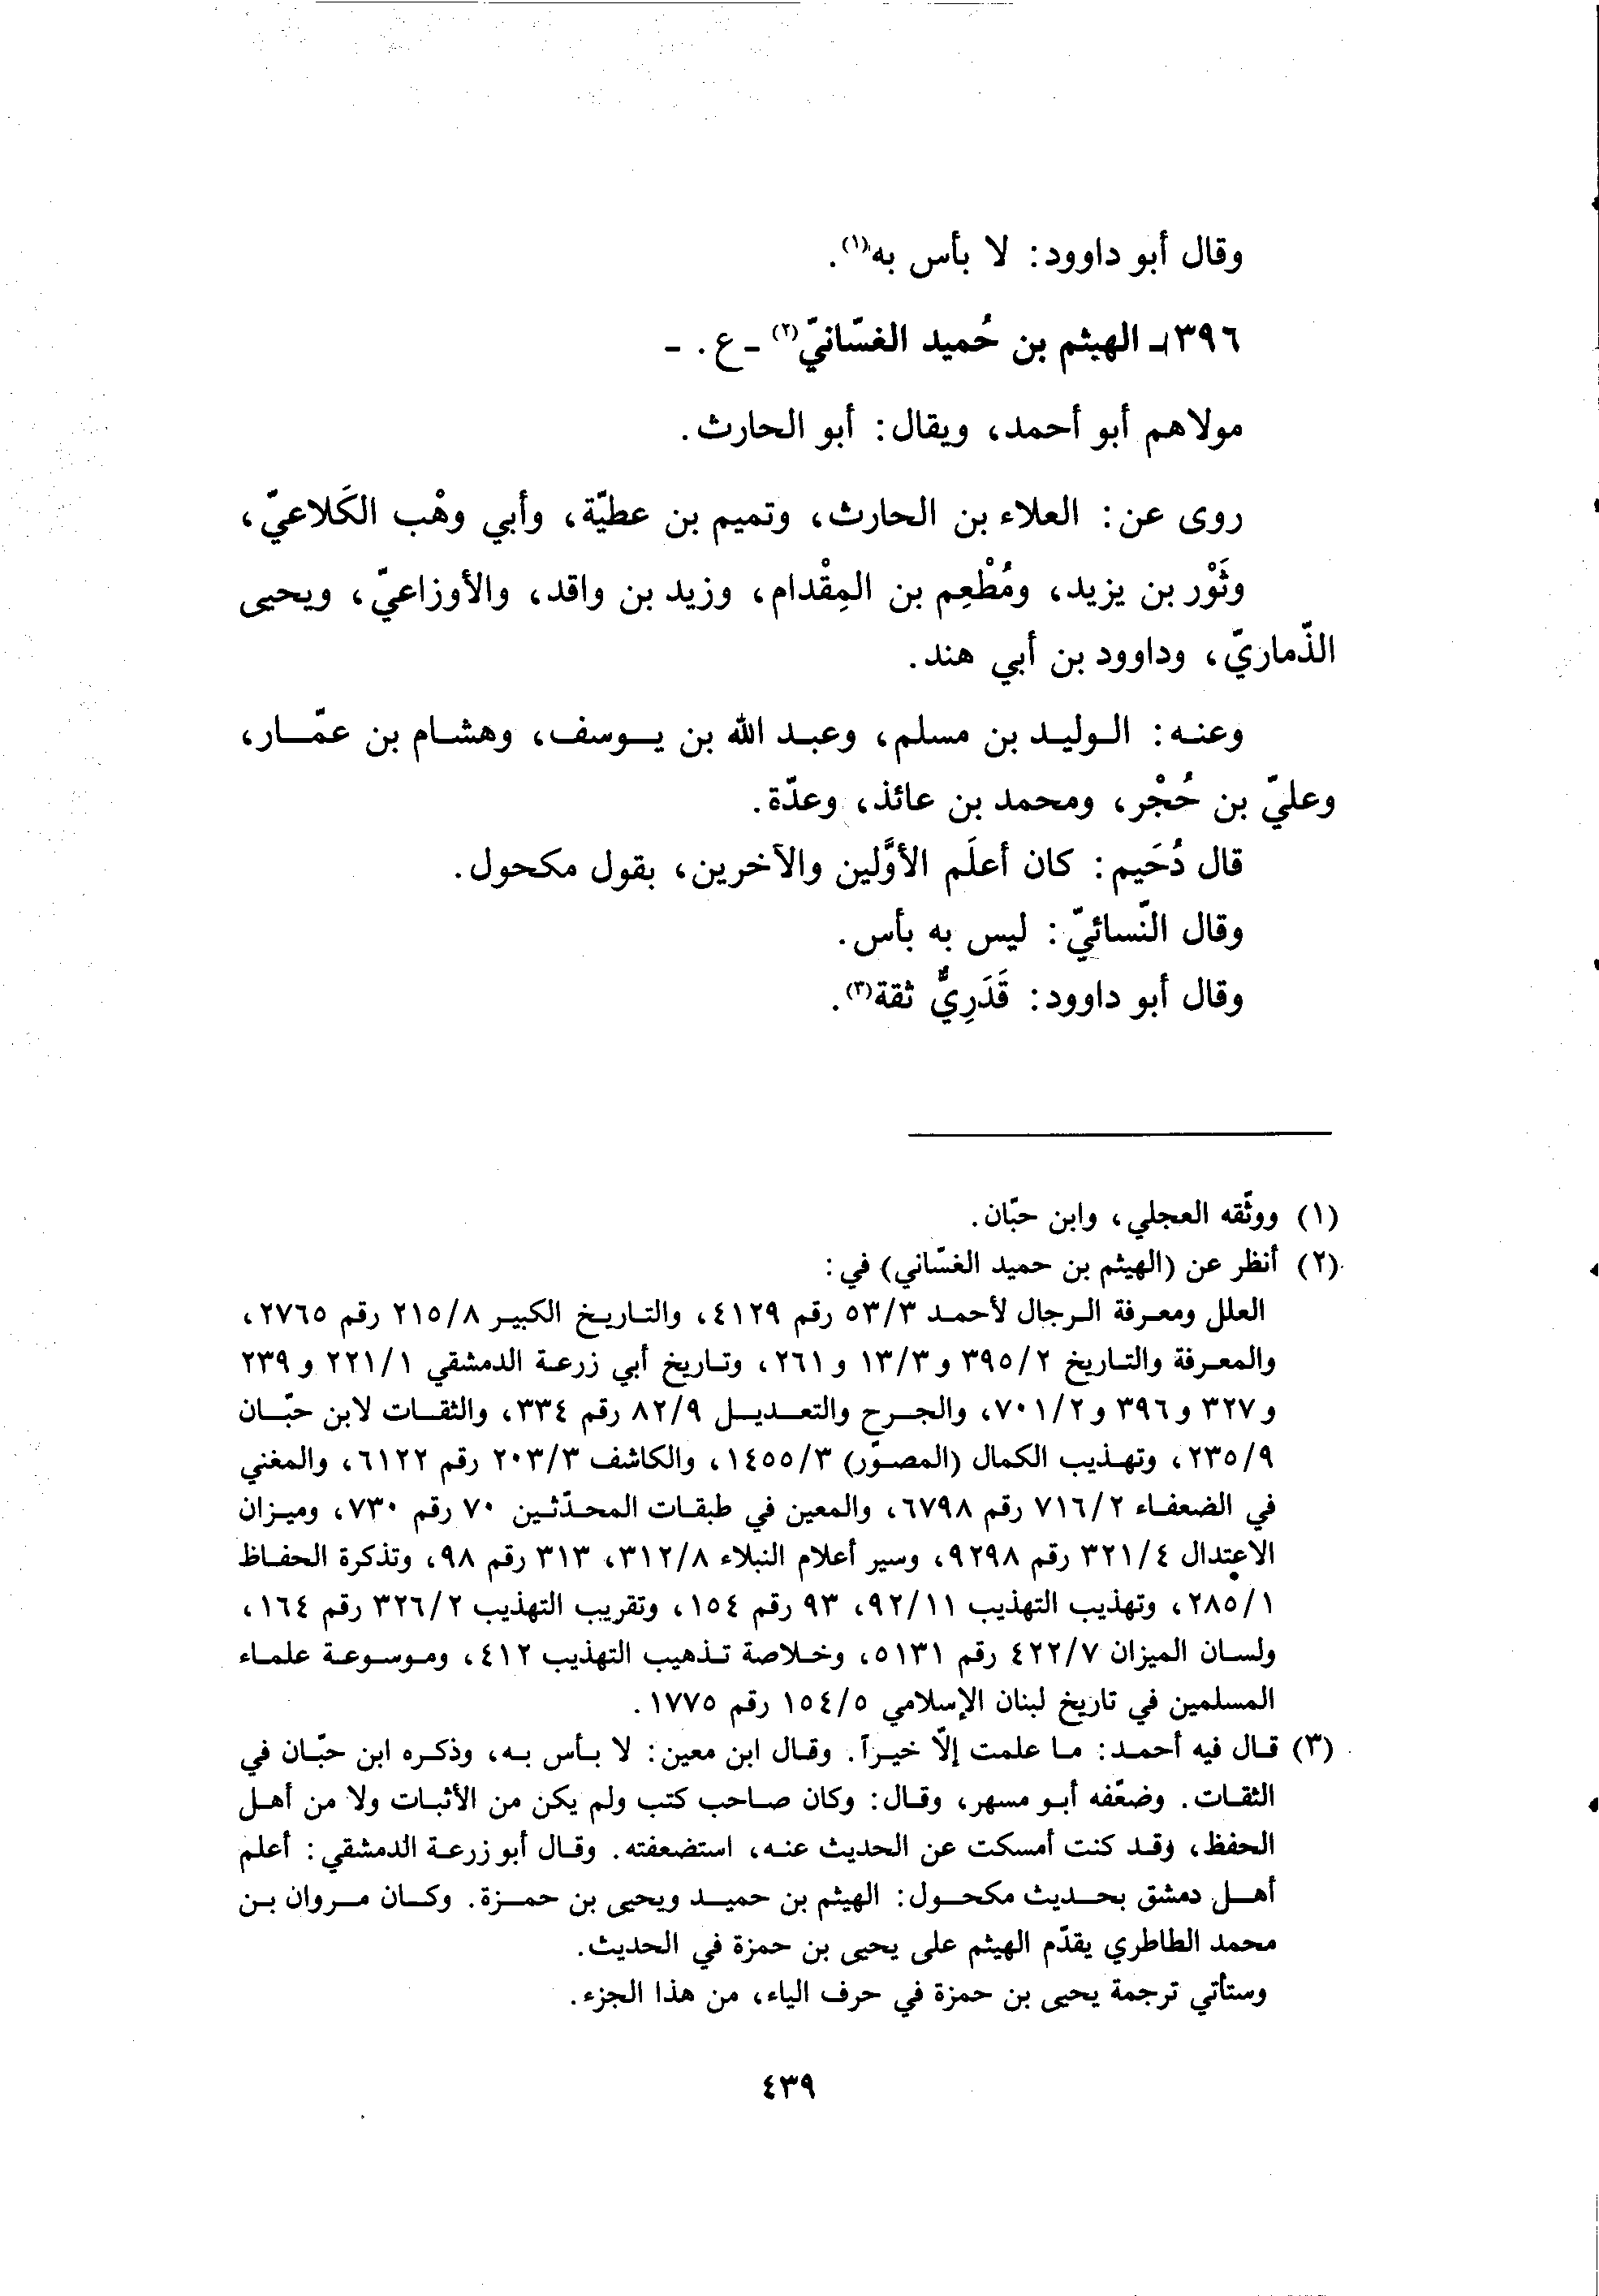 وقال أبو داوود: لا بأس به(١).
٣٩٦ـ الهيثم بن حُميد الغسّانيّ(٢) ـ ع. ـ
مولاهم أبو أحمد، ويقال: أبو الحارث.
روى عن: العلاء بن الحارث، وتميم بن عطيّة، وأبي وهْب الكَلاعيّ،
وثَوْر بن يزيد، ومُطْعِم بن المِقْدام، وزيد بن واقد، والأوزاعيّ، ويحيى
الذّماريّ، وداوود بن أبي هند.
وعنه: الوليد بن مسلم، وعبد الله بن يوسف، وهشام بن عمّار،
وعليّ بن حُجْر، ومحمد بن عائذ، وعدّة.
قال دُحَيم: كان أعلَم الأوَّلين والآخرين، بقول مكحول.
وقال النّسائيّ: ليس به بأس.
وقال أبو داوود: قَدَرِيٌّ ثقة(٣).
(١) ووثّقه العجلي، وابن حبّان.
(٢) أنظر عن (الهيثم بن حميد الغسّاني) في:
العلل ومعرفة الرجال لأحمد ٥٣/٣ رقم ٤١٢٩، والتاريخ الكبير ٢١٥/٨ رقم ٢٧٦٥،
والمعرفة والتاريخ ٣٩٥/٢ و١٣/٣ و٢٦١، وتاريخ أبي زرعة الدمشقي ٢٢١/١ و٢٣٩
و٣٢٧ و٣٩٦ و٧٠١/٢، والجرح والتعديل ٨٢/٩ رقم ٣٣٤، والثقات لابن حبّان
٢٣٥/٩، وتهذيب الكمال (المصوّر) ١٤٥٥/٣، والكاشف ٢٠٣/٣ رقم ٦١٢٢، والمغني
في الضعفاء ٧١٦/٢ رقم ٦٧٩٨، والمعين في طبقات المحدّثين ٧٠ رقم ٧٣٠، وميزان
الاعتدال ٣٢١/٤ رقم ٩٢٩٨، وسير أعلام النبلاء ٣١٢/٨، ٣١٣ رقم ٩٨، وتذكرة الحفاظ
٢٨٥/١، وتهذيب التهذيب ٩٢/١١، ٩٣ رقم ١٥٤، وتقريب التهذيب ٣٢٦/٢ رقم ١٦٤،
ولسان الميزان ٤٢٢/٧ رقم ٥١٣١، وخلاصة تذهيب التهذيب ٤١٢، وموسوعة علماء
المسلمين في تاريخ لبنان الإسلامي ١٥٤/٥ رقم ١٧٧٥.
(٣) قال فيه أحمد: ما علمت إلّا خيراً. وقال ابن معين: لا بأس به، وذكره ابن حبّان في
الثقات. وضعّفه أبو مسهر، وقال: وكان صاحب كتب ولم يكن من الأثبات ولا من أهل
الحفظ، وقد كنت أمسكت عن الحديث عنه، استضعفته. وقال أبو زرعة الدمشقي: أعلم
أهل دمشق بحديث مكحول: الهيثم بن حميد ويحيى بن حمزة. وكان مروان بن
محمد الطاطري يقدّم الهيثم على يحيى بن حمزة في الحديث.
وستأتي ترجمة يحيى بن حمزة في حرف الياء، من هذا الجزء.
٤٣٩